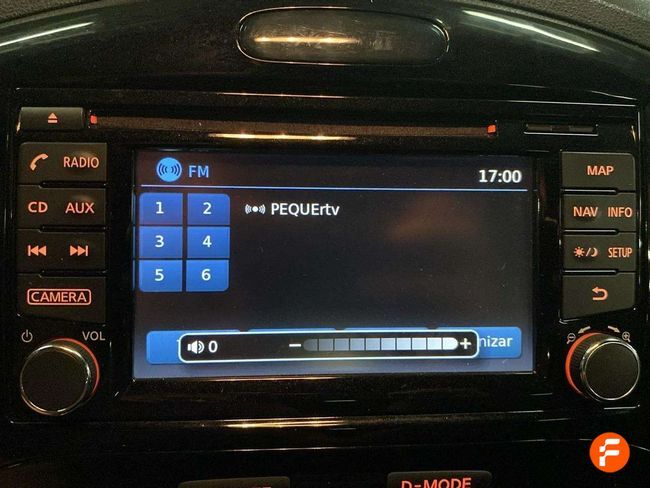 RADIO
CD AUX
CAMERA
VOL
FM
17:00
1 2
3 4
5 6
PEQUErtv
0
nizar
MAP
NAV INFO
SETUP
D-MODE